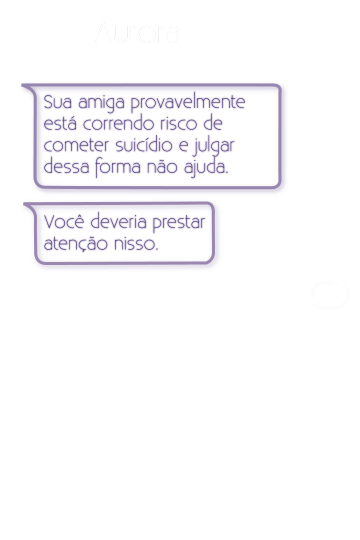 Aurora
Sua amiga provavelmente
está correndo risco de
cometer suicídio e julgar
dessa forma não ajuda.
Você deveria prestar
atenção nisso.